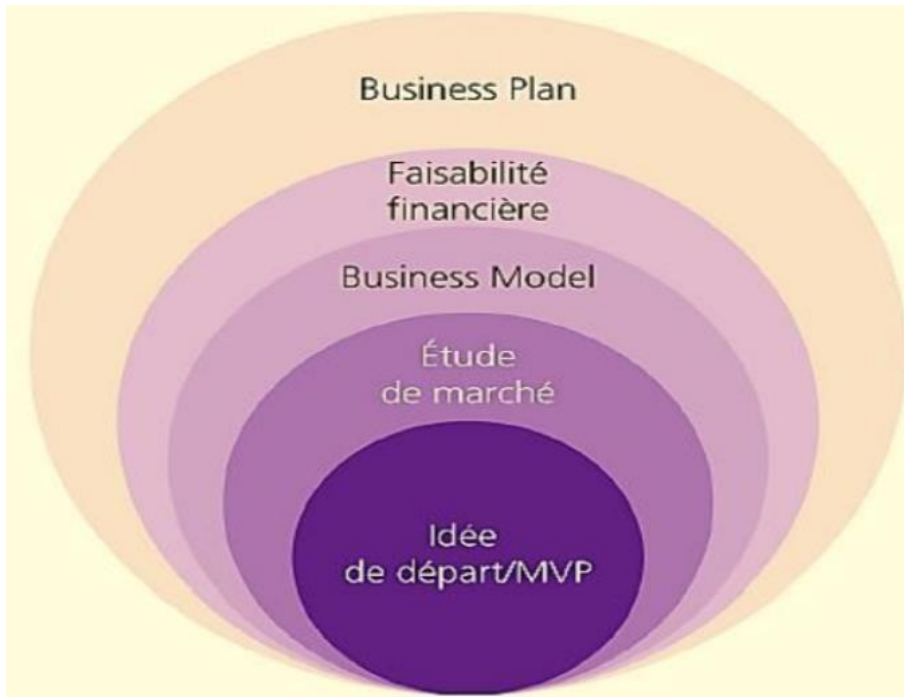 Business Plan
Faisabilité
financière
Business Model
Étude
de marché
Idée
de départ/MVP